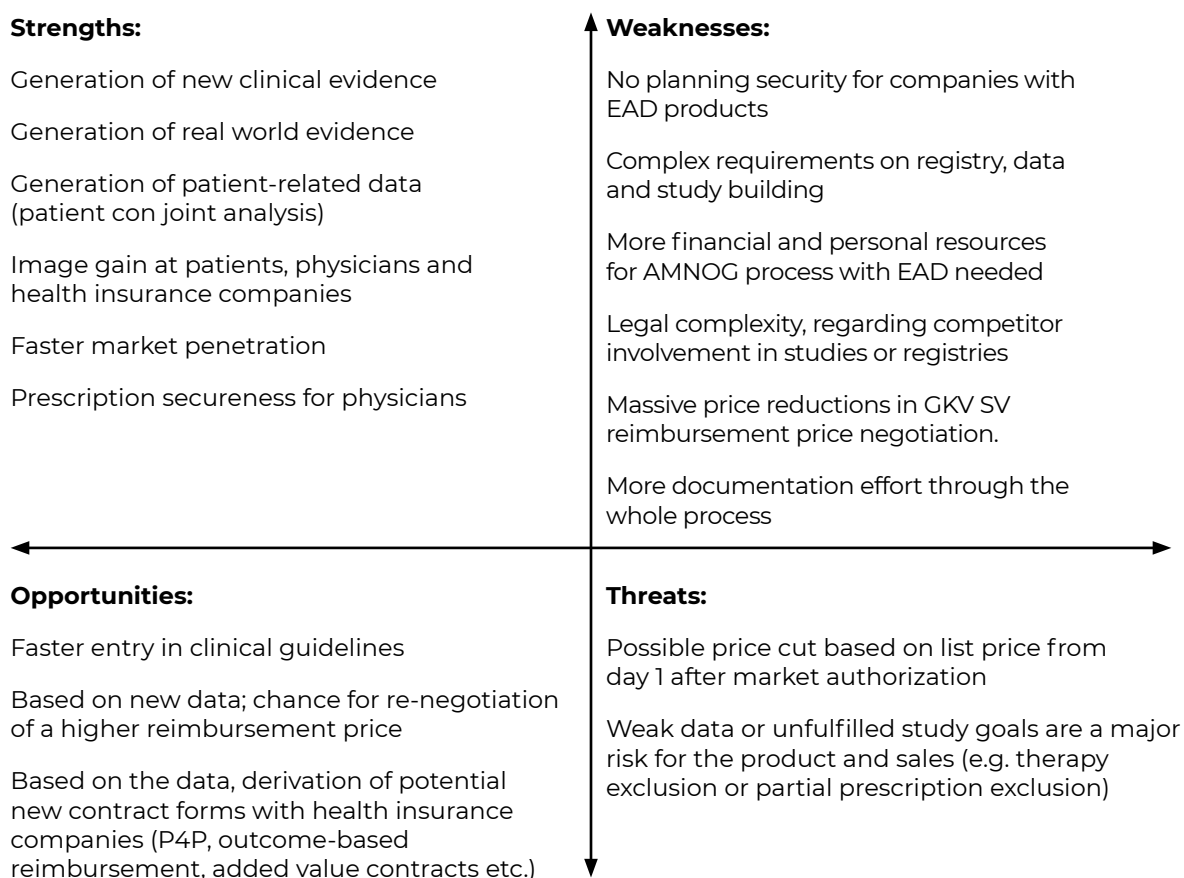 Strengths:
Generation of new clinical evidence
Generation of real world evidence
Generation of patient-related data
(patient con joint analysis)
Image gain at patients, physicians and
health insurance companies
Faster market penetration
Prescription secureness for physicians
Weaknesses:
No planning security for companies with
EAD products
Complex requirements on registry, data
and study building
More financial and personal resources
for AMNOG process with EAD needed
Legal complexity, regarding competitor
involvement in studies or registries
Massive price reductions in GKV SV
reimbursement price negotiation.
More documentation effort through the
whole process
Opportunities:
Faster entry in clinical guidelines
Based on new data; chance for re-negotiation
of a higher reimbursement price
Based on the data, derivation of potential
new contract forms with health insurance
companies (P4P, outcome-based
reimbursement, added value contracts etc.)
Threats:
Possible price cut based on list price from
day 1 after market authorization
Weak data or unfulfilled study goals are a major
risk for the product and sales (e.g. therapy
exclusion or partial prescription exclusion)